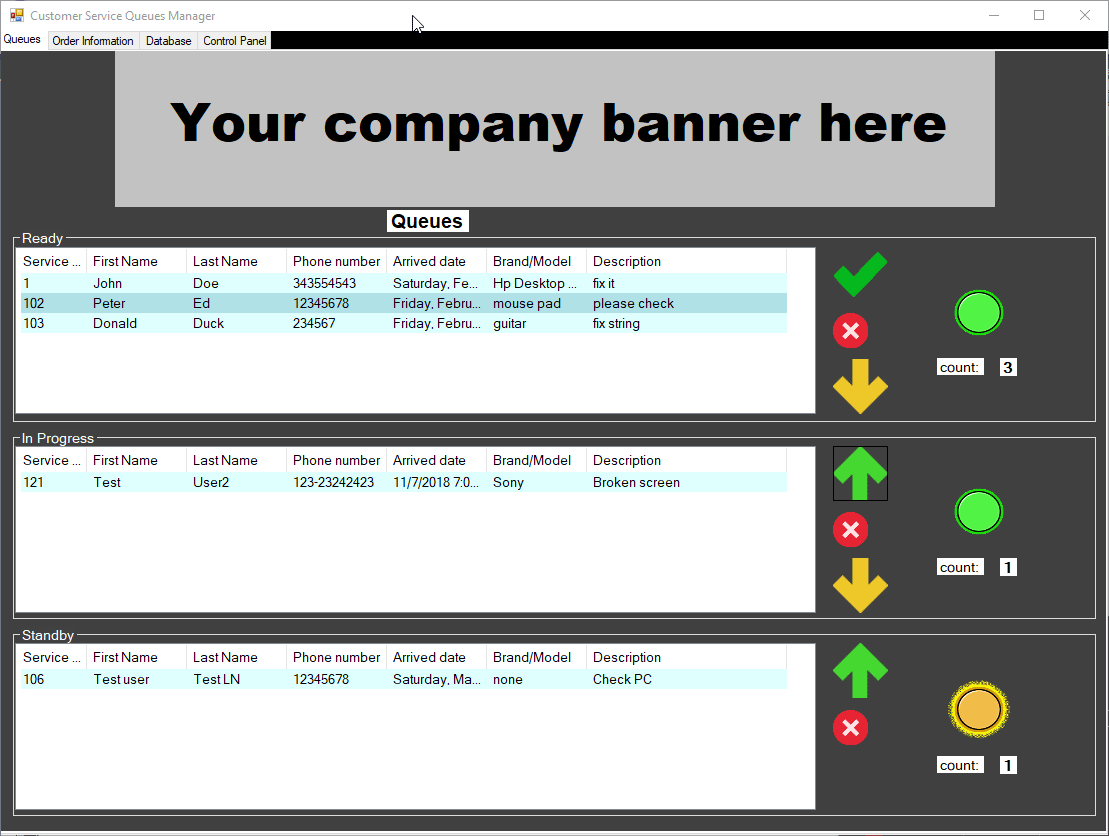 Customer Service Queues Manager
Queues Order Information Database Control Panel
Your company banner here
Queues
Ready
Service ... First Name Last Name Phone number Arrived date Brand/Model Description
1 John Doe 343554543 Saturday, Fe... Hp Desktop ... fix it
102 Peter Ed 12345678 Friday, Febru... mouse pad please check
103 Donald Duck 234567 Friday, Febru... guitar fix string
count: 3
In Progress
Service ... First Name Last Name Phone number Arrived date Brand/Model Description
121 Test User2 123-23242423 11/7/2018 7:0... Sony Broken screen
count: 1
Standby
Service ... First Name Last Name Phone number Arrived date Brand/Model Description
106 Test user Test LN 12345678 Saturday, Ma... none Check PC
count: 1